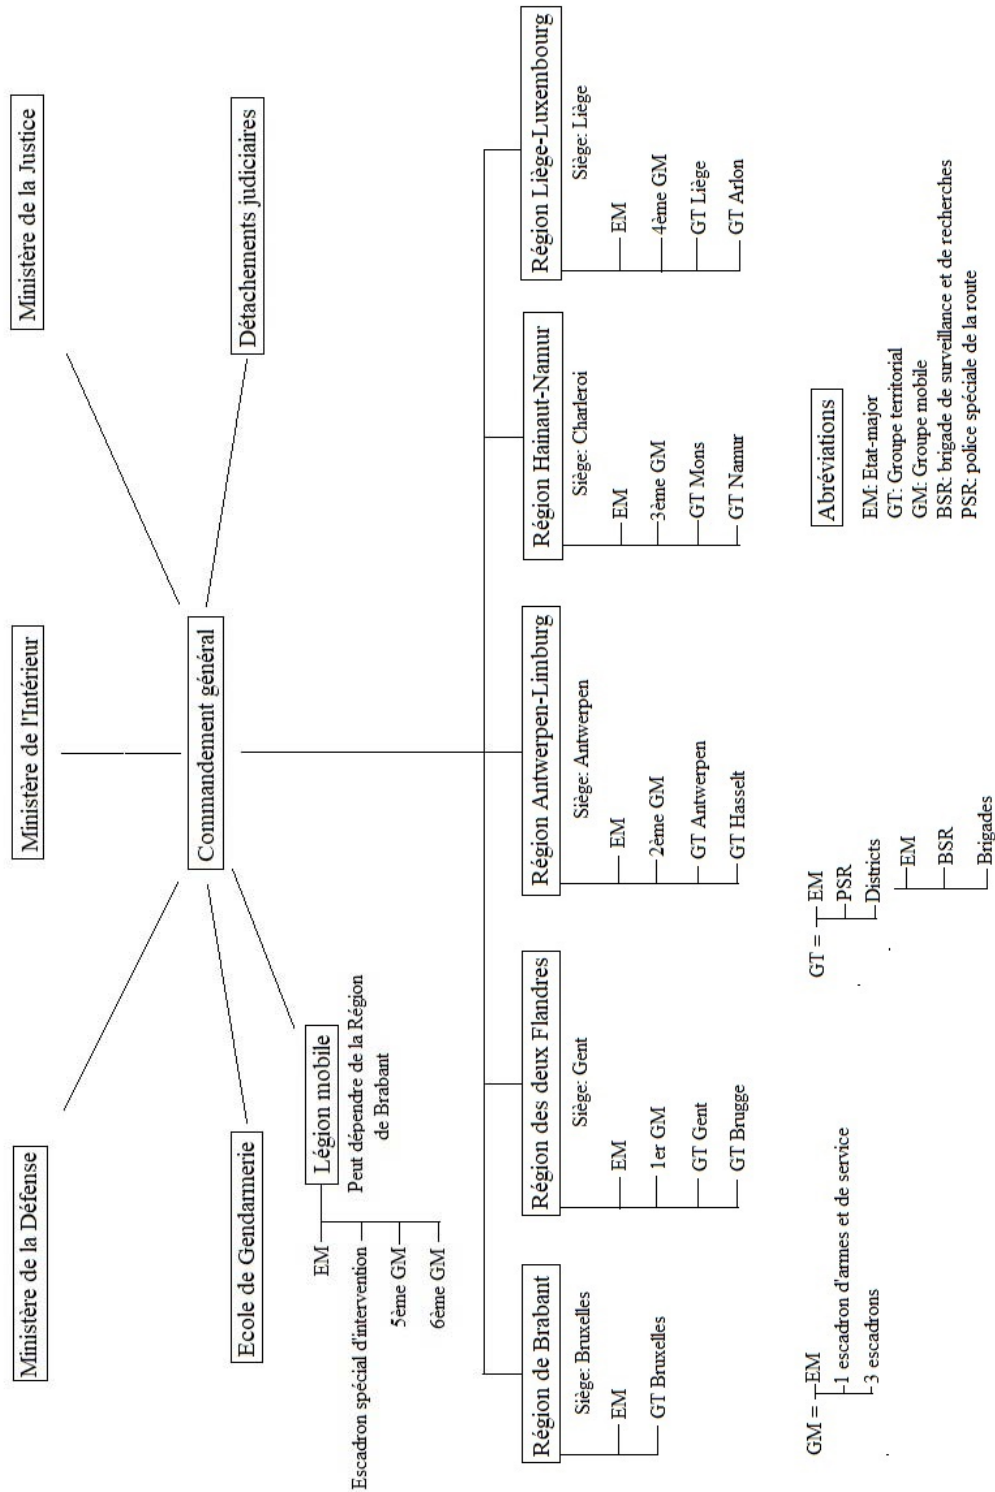 Ministère de la Défense
Ministère de l'Intérieur
Ministère de la Justice
Commandement général
Ecole de Gendarmerie
Détachements judiciaires
Légion mobile
Peut dépendre de la Région
de Brabant
EM
Escadron spécial d'intervention
5ème GM
6ème GM
Région de Brabant
Siège: Bruxelles
EM
GT Bruxelles
Région des deux Flandres
Siège: Gent
EM
1er GM
GT Gent
GT Brugge
Région Antwerpen-Limburg
Siège: Antwerpen
EM
2ème GM
GT Antwerpen
GT Hasselt
Région Hainaut-Namur
Siège: Charleroi
EM
3ème GM
GT Mons
GT Namur
Région Liège-Luxembourg
Siège: Liège
EM
4ème GM
GT Liège
GT Arlon
GM = EM
1 escadron d'armes et de service
3 escadrons
GT = EM
PSR
Districts
EM
BSR
Brigades
Abréviations
EM: Etat-major
GT: Groupe territorial
GM: Groupe mobile
BSR: brigade de surveillance et de recherches
PSR: police spéciale de la route